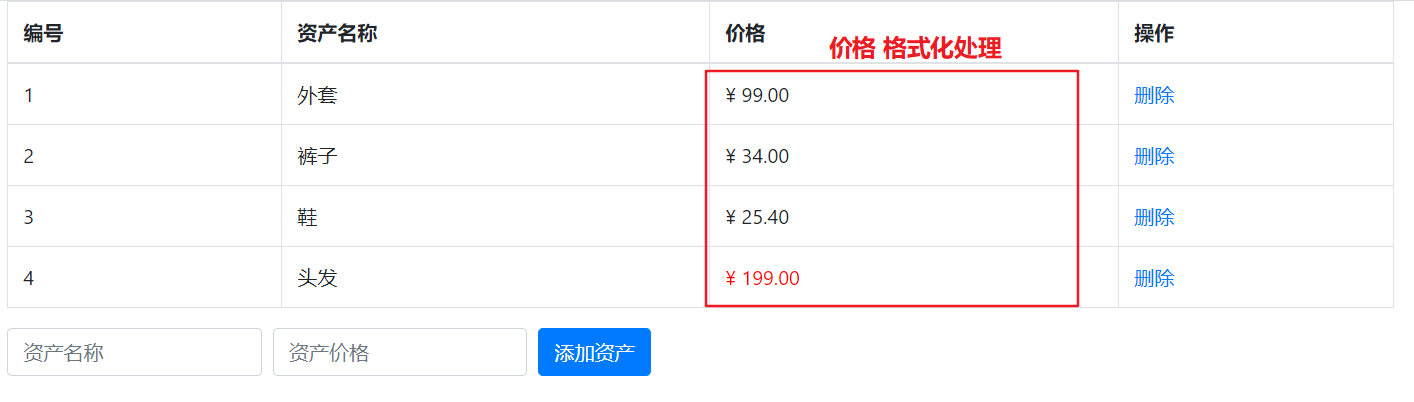 编号 资产名称 价格 操作
价格 格式化处理
1 外套 ¥ 99.00 删除
2 裤子 ¥ 34.00 删除
3 鞋 ¥ 25.40 删除
4 头发 ¥ 199.00 删除
资产名称 资产价格 添加资产